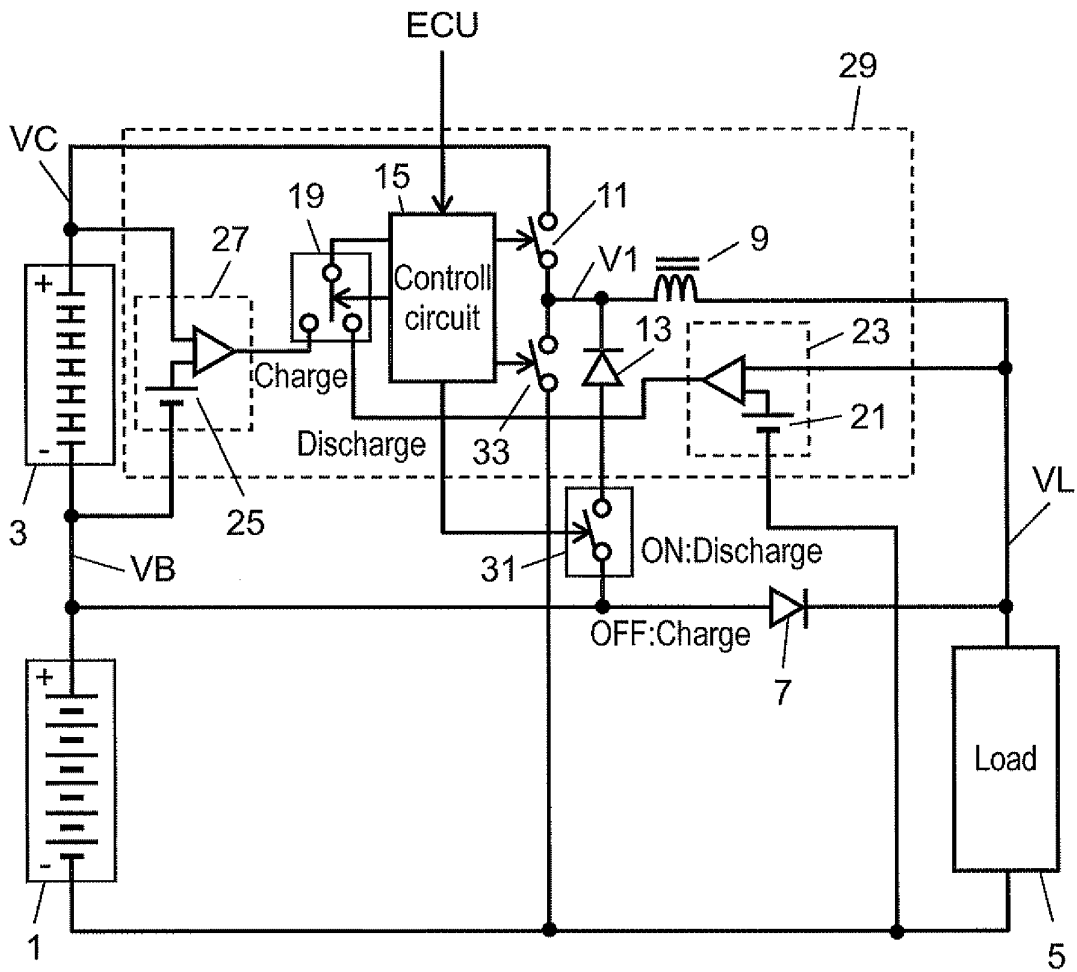 ECU
29
VC
15
19
11
27
V1
9
+
Controll
circuit
13
23
Charge
21
Discharge
33
-
3
25
VL
VB
31
ON:Discharge
OFF:Charge
7
+
Load
-
1
5